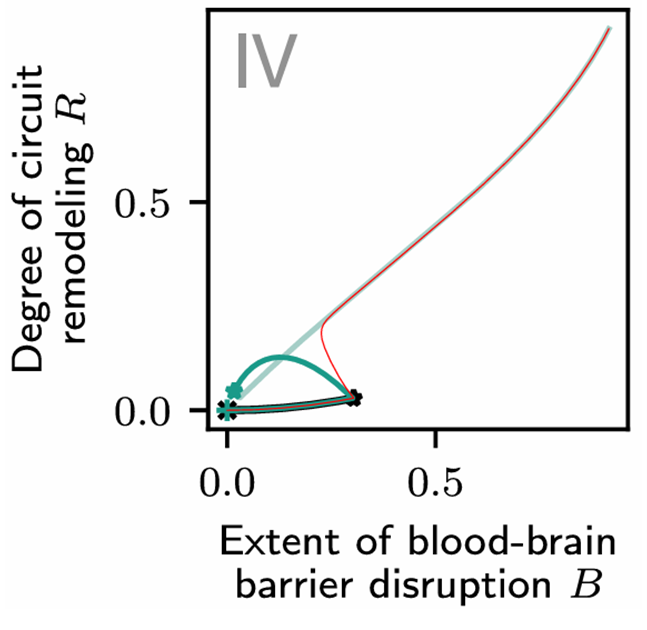 IV
Degree of circuit
remodeling R
0.5
0.0
0.0 0.5
Extent of blood-brain
barrier disruption B